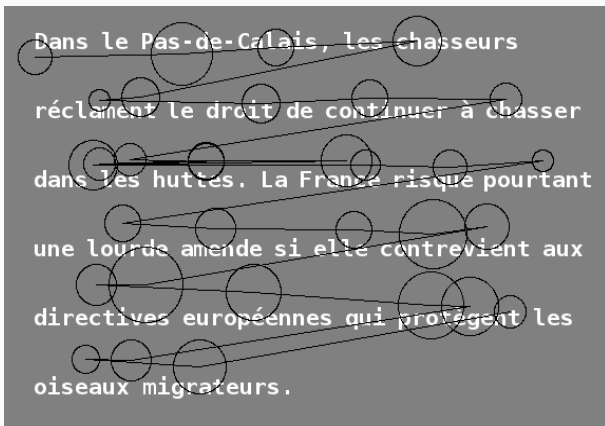 Dans le Pas-de-Calais, les chasseurs
réclament le droit de continuer à chasser
dans les huttes. La France risque pourtant
une lourde amende si elle contrevient aux
directives européennes qui protègent les
oiseaux migrateurs.